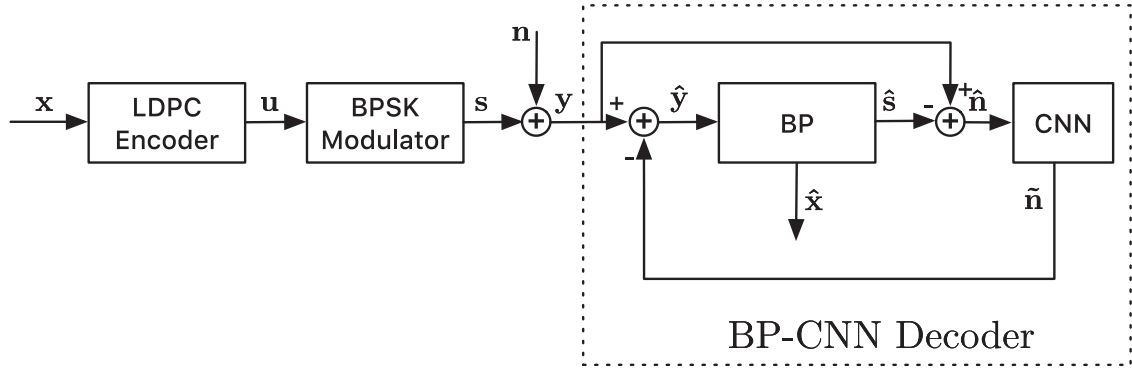 x
LDPC
Encoder
u
BPSK
Modulator
s
n
+
y
+
-
+
ŷ
BP
ŝ
x̂
-
+
+
n̂
CNN
ñ
BP-CNN Decoder